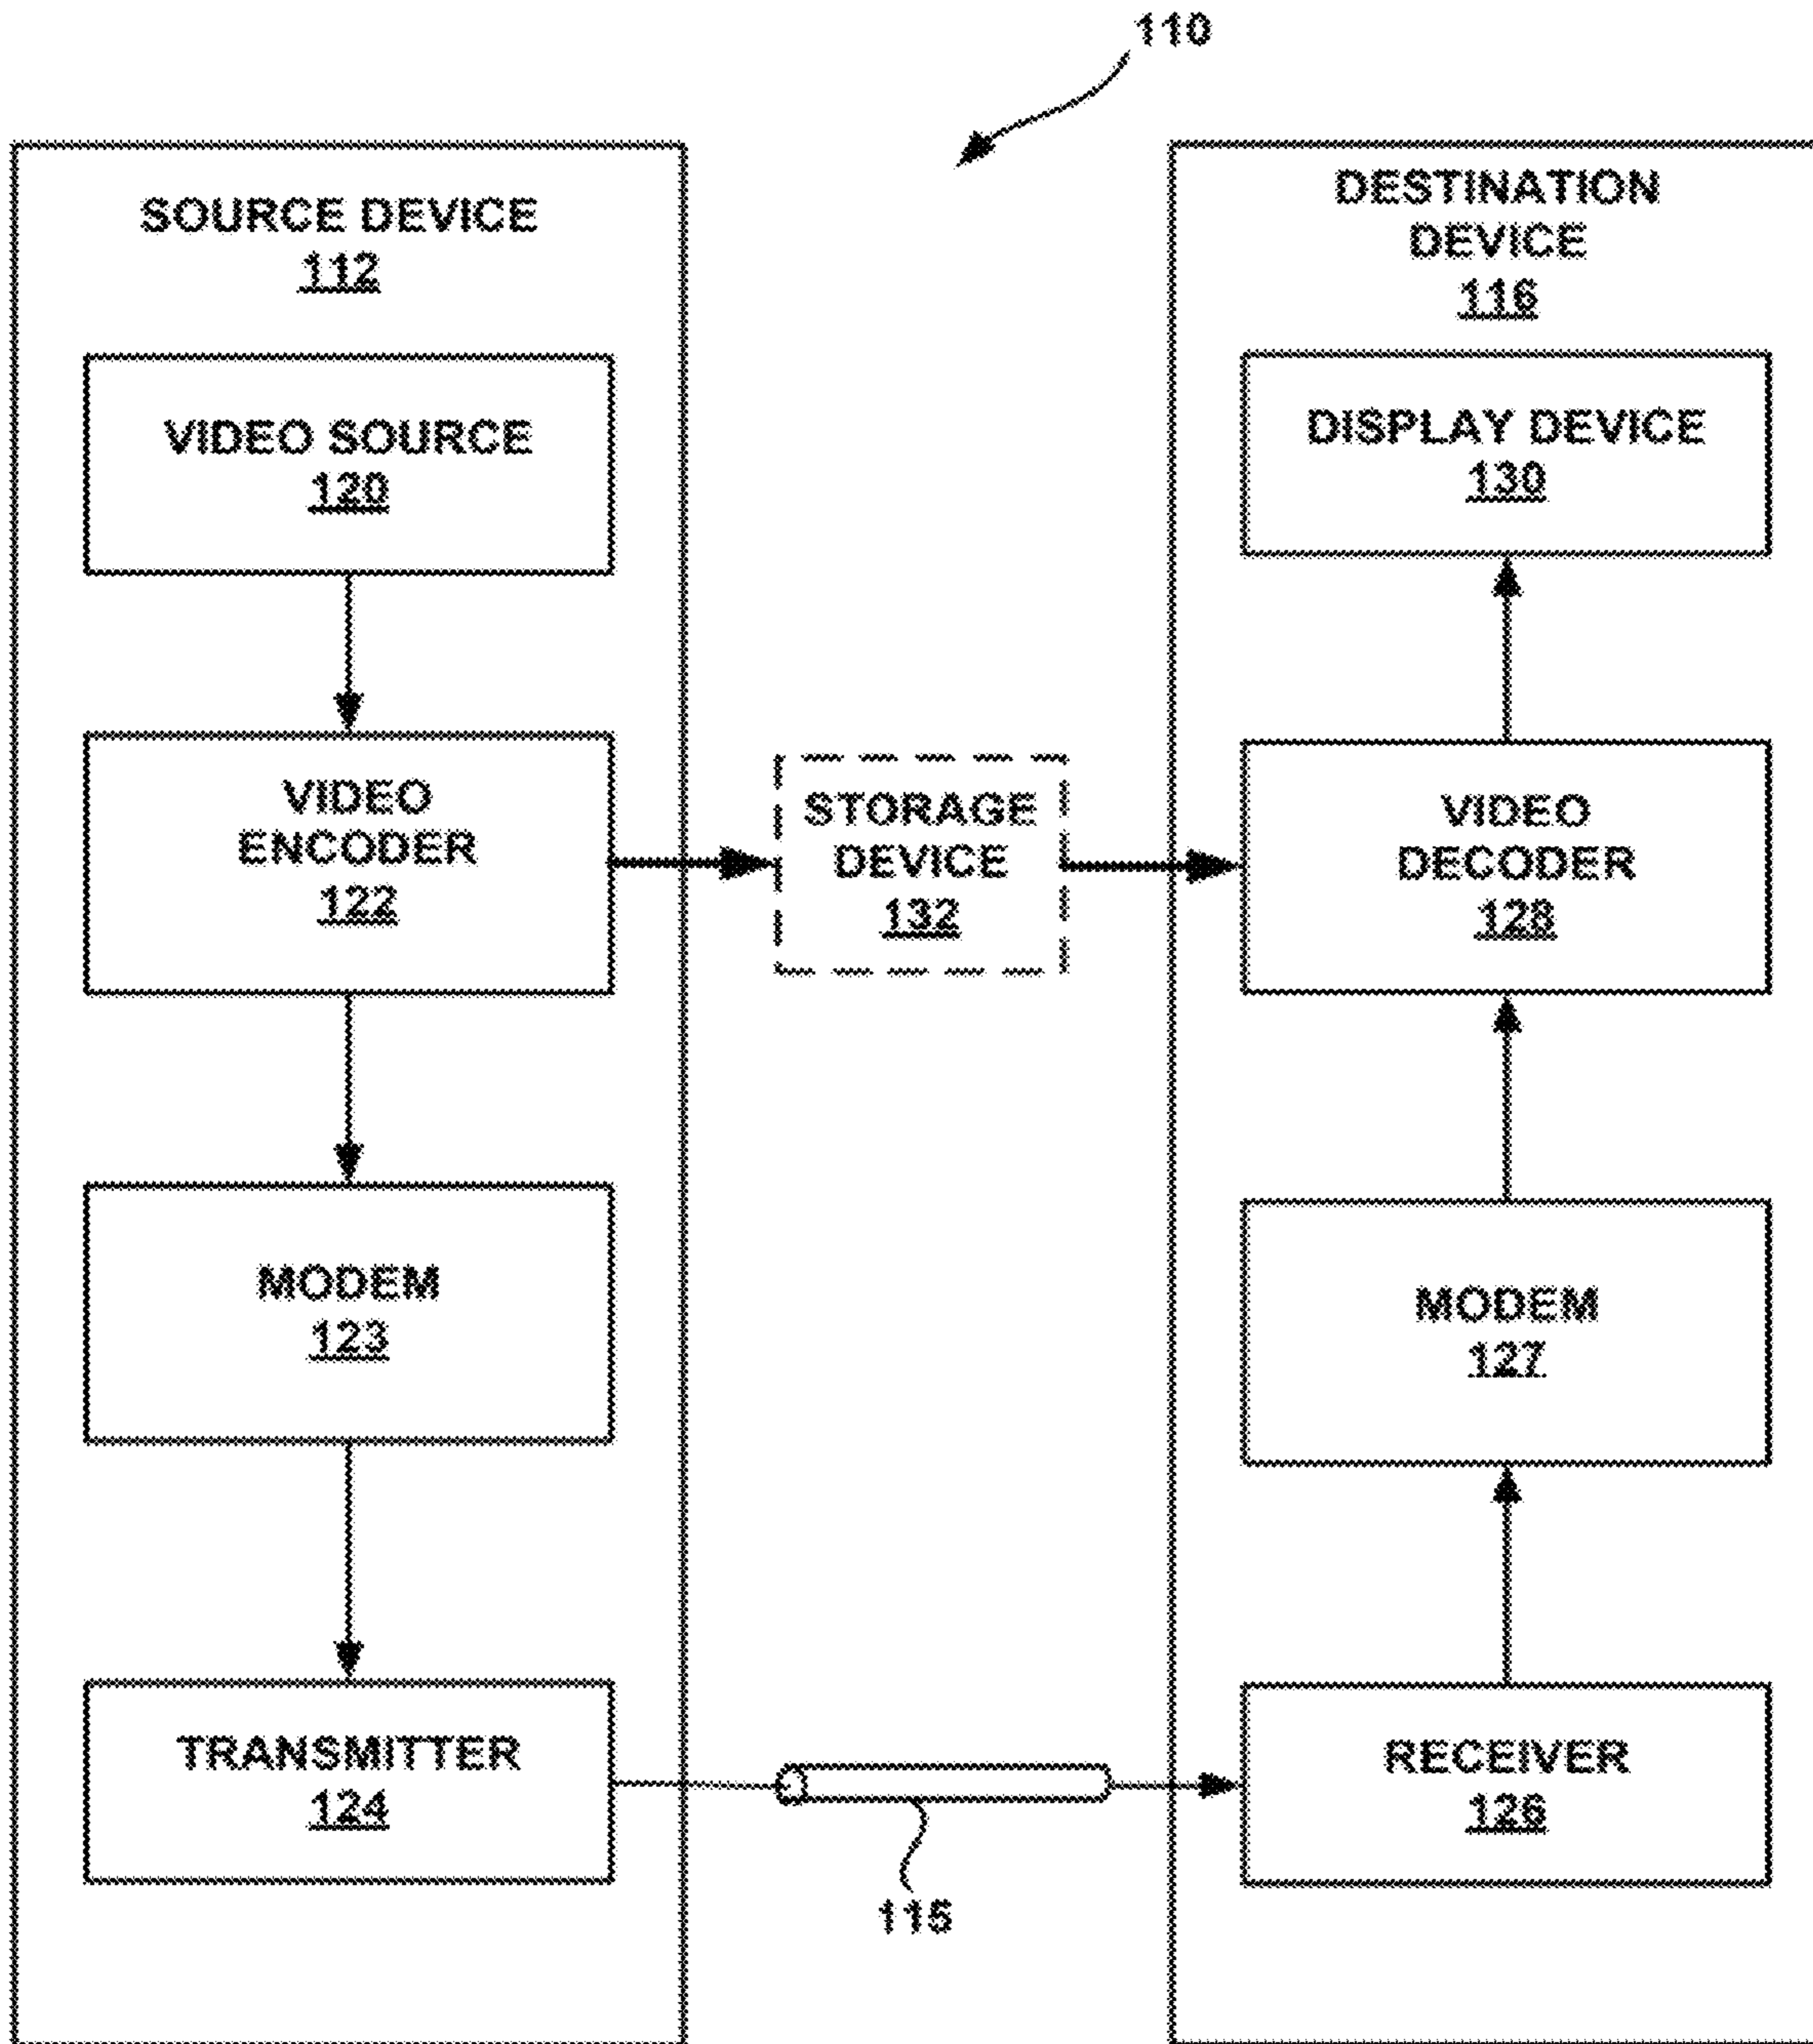 110
SOURCE DEVICE
112
VIDEO SOURCE
120
VIDEO
ENCODER
122
MODEM
123
TRANSMITTER
124
STORAGE
DEVICE
132
115
DESTINATION
DEVICE
116
DISPLAY DEVICE
130
VIDEO
DECODER
128
MODEM
127
RECEIVER
126